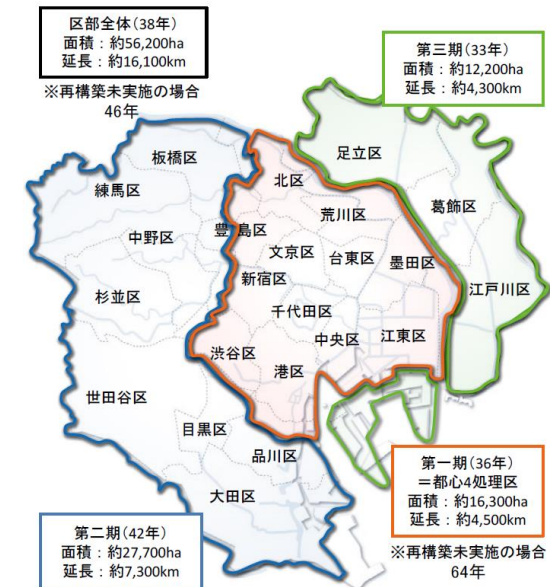 区部全体(38年)
面積：約56,200ha
延長：約16,100km
※再構築未実施の場合
46年
第三期(33年)
面積：約12,200ha
延長：約4,300km
足立区
板橋区
北区
練馬区
葛飾区
荒川区
豊島区
中野区
文京区
台東区
墨田区
新宿区
江戸川区
杉並区
千代田区
中央区
江東区
渋谷区
港区
世田谷区
目黒区
品川区
大田区
第一期(36年)
＝都心4処理区
面積：約16,300ha
延長：約4,500km
※再構築未実施の場合
64年
第二期(42年)
面積：約27,700ha
延長：約7,300km